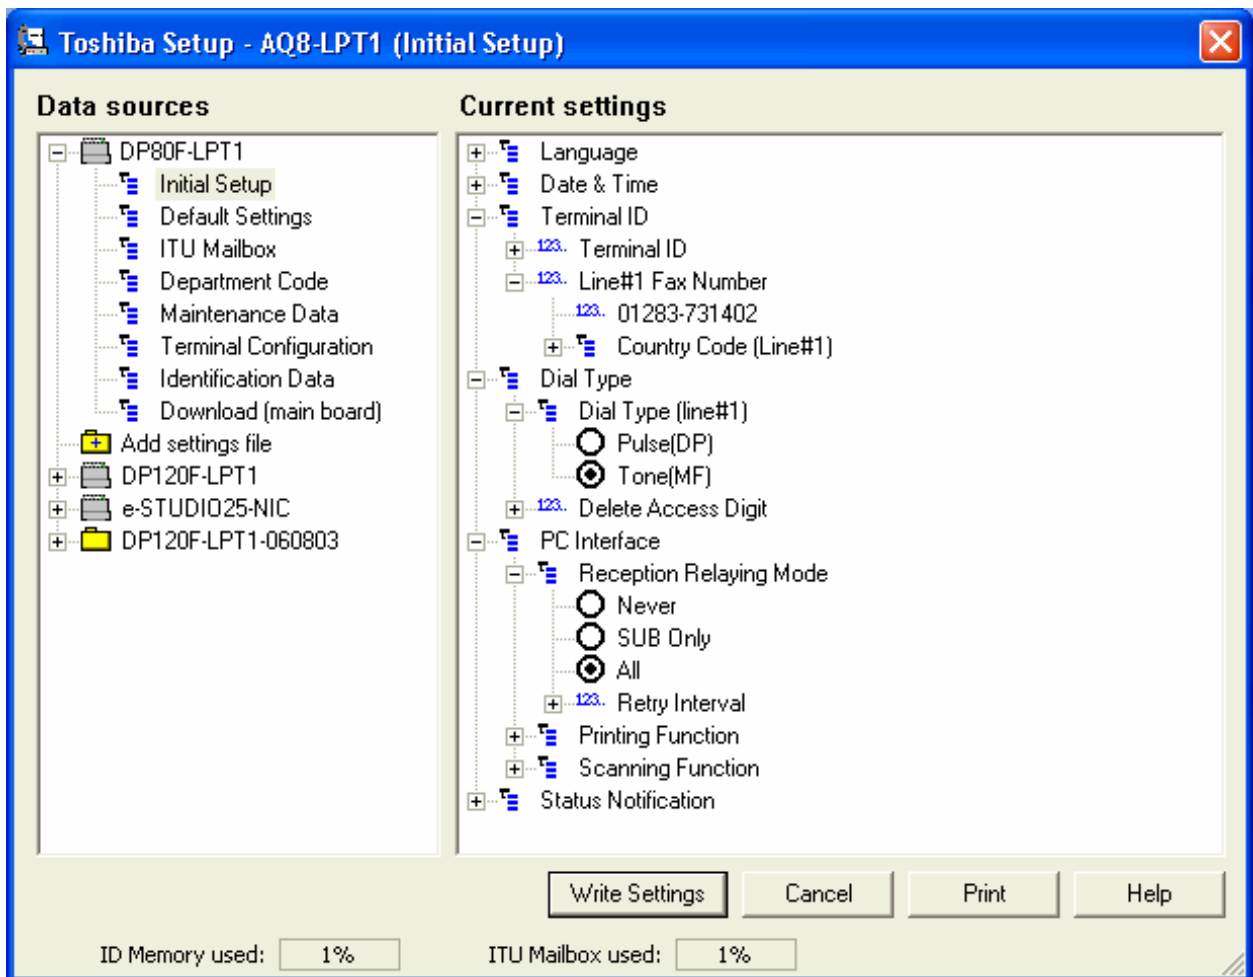 Toshiba Setup - AQ8-LPT1 (Initial Setup)
Data sources
DP80F-LPT1
Initial Setup
Default Settings
ITU Mailbox
Department Code
Maintenance Data
Terminal Configuration
Identification Data
Download (main board)
Add settings file
DP120F-LPT1
e-STUDIO25-NIC
DP120F-LPT1-060803
Current settings
Language
Date & Time
Terminal ID
123.. Terminal ID
123.. Line#1 Fax Number
123.. 01283-731402
Country Code (Line#1)
Dial Type
Dial Type (line#1)
Pulse(DP)
Tone(MF)
123.. Delete Access Digit
PC Interface
Reception Relaying Mode
Never
SUB Only
All
123.. Retry Interval
Printing Function
Scanning Function
Status Notification
Write Settings
Cancel
Print
Help
ID Memory used: 1%
ITU Mailbox used: 1%